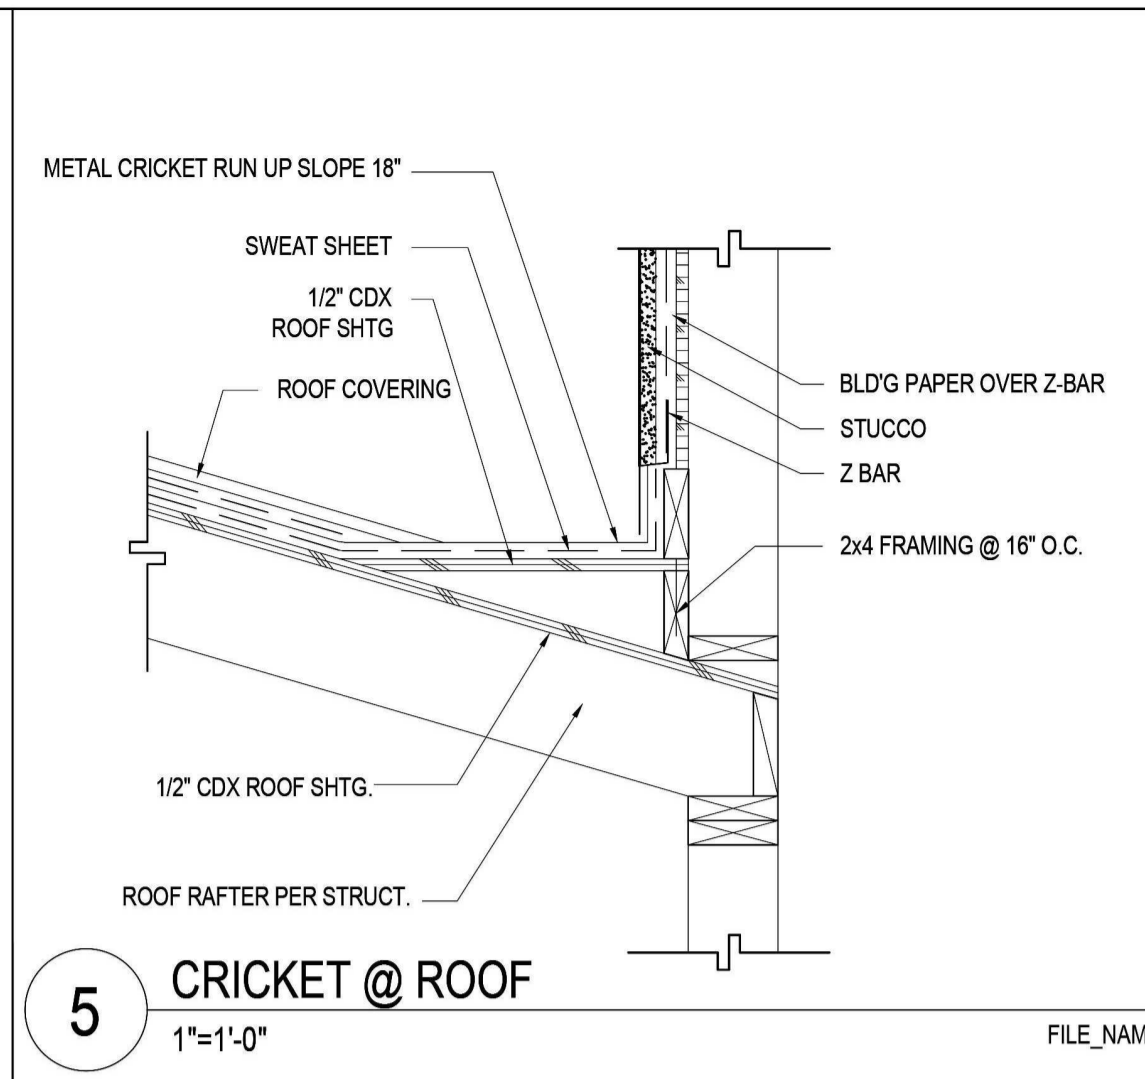 METAL CRICKET RUN UP SLOPE 18"
SWEAT SHEET
1/2" CDX
ROOF SHTG
ROOF COVERING
BLD'G PAPER OVER Z-BAR
STUCCO
Z BAR
2x4 FRAMING @ 16" O.C.
1/2" CDX ROOF SHTG.
ROOF RAFTER PER STRUCT.
5
CRICKET @ ROOF
1"=1'-0"
FILE_NAM